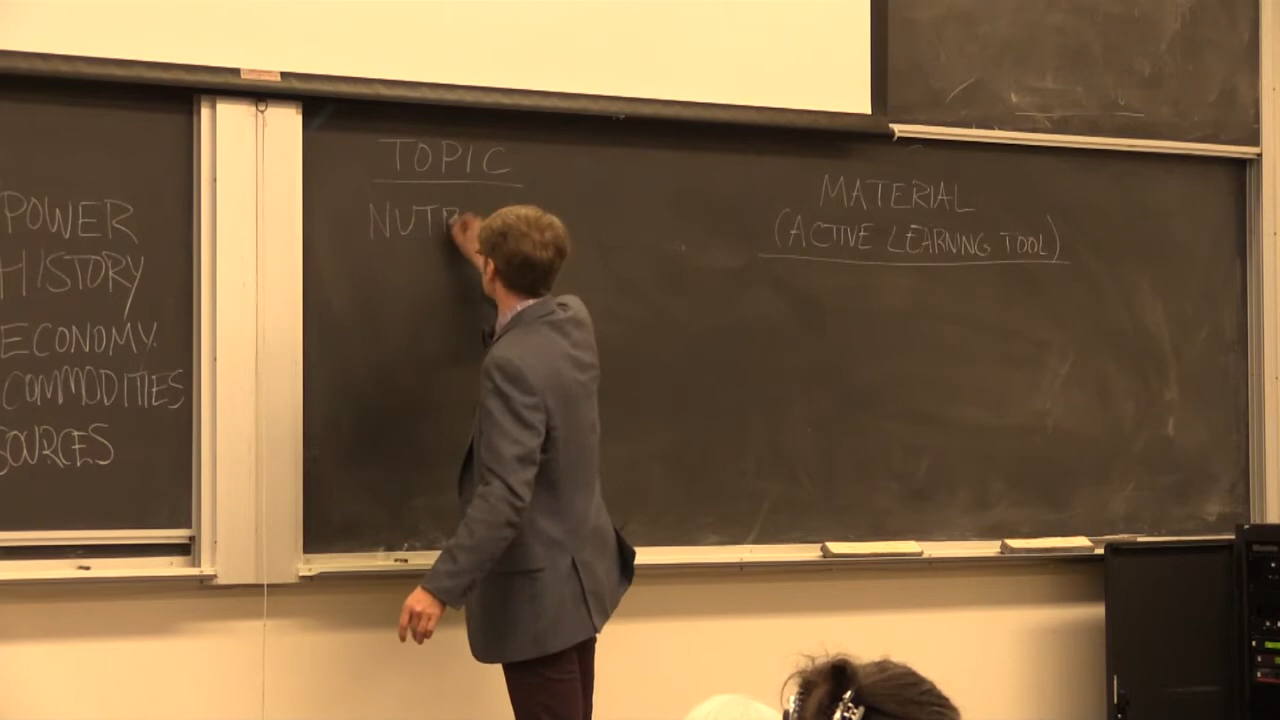 POWER
HISTORY
ECONOMY
COMMODITIES
SOURCES
TOPIC
NUTR
MATERIAL
(ACTIVE LEARNING TOOL)